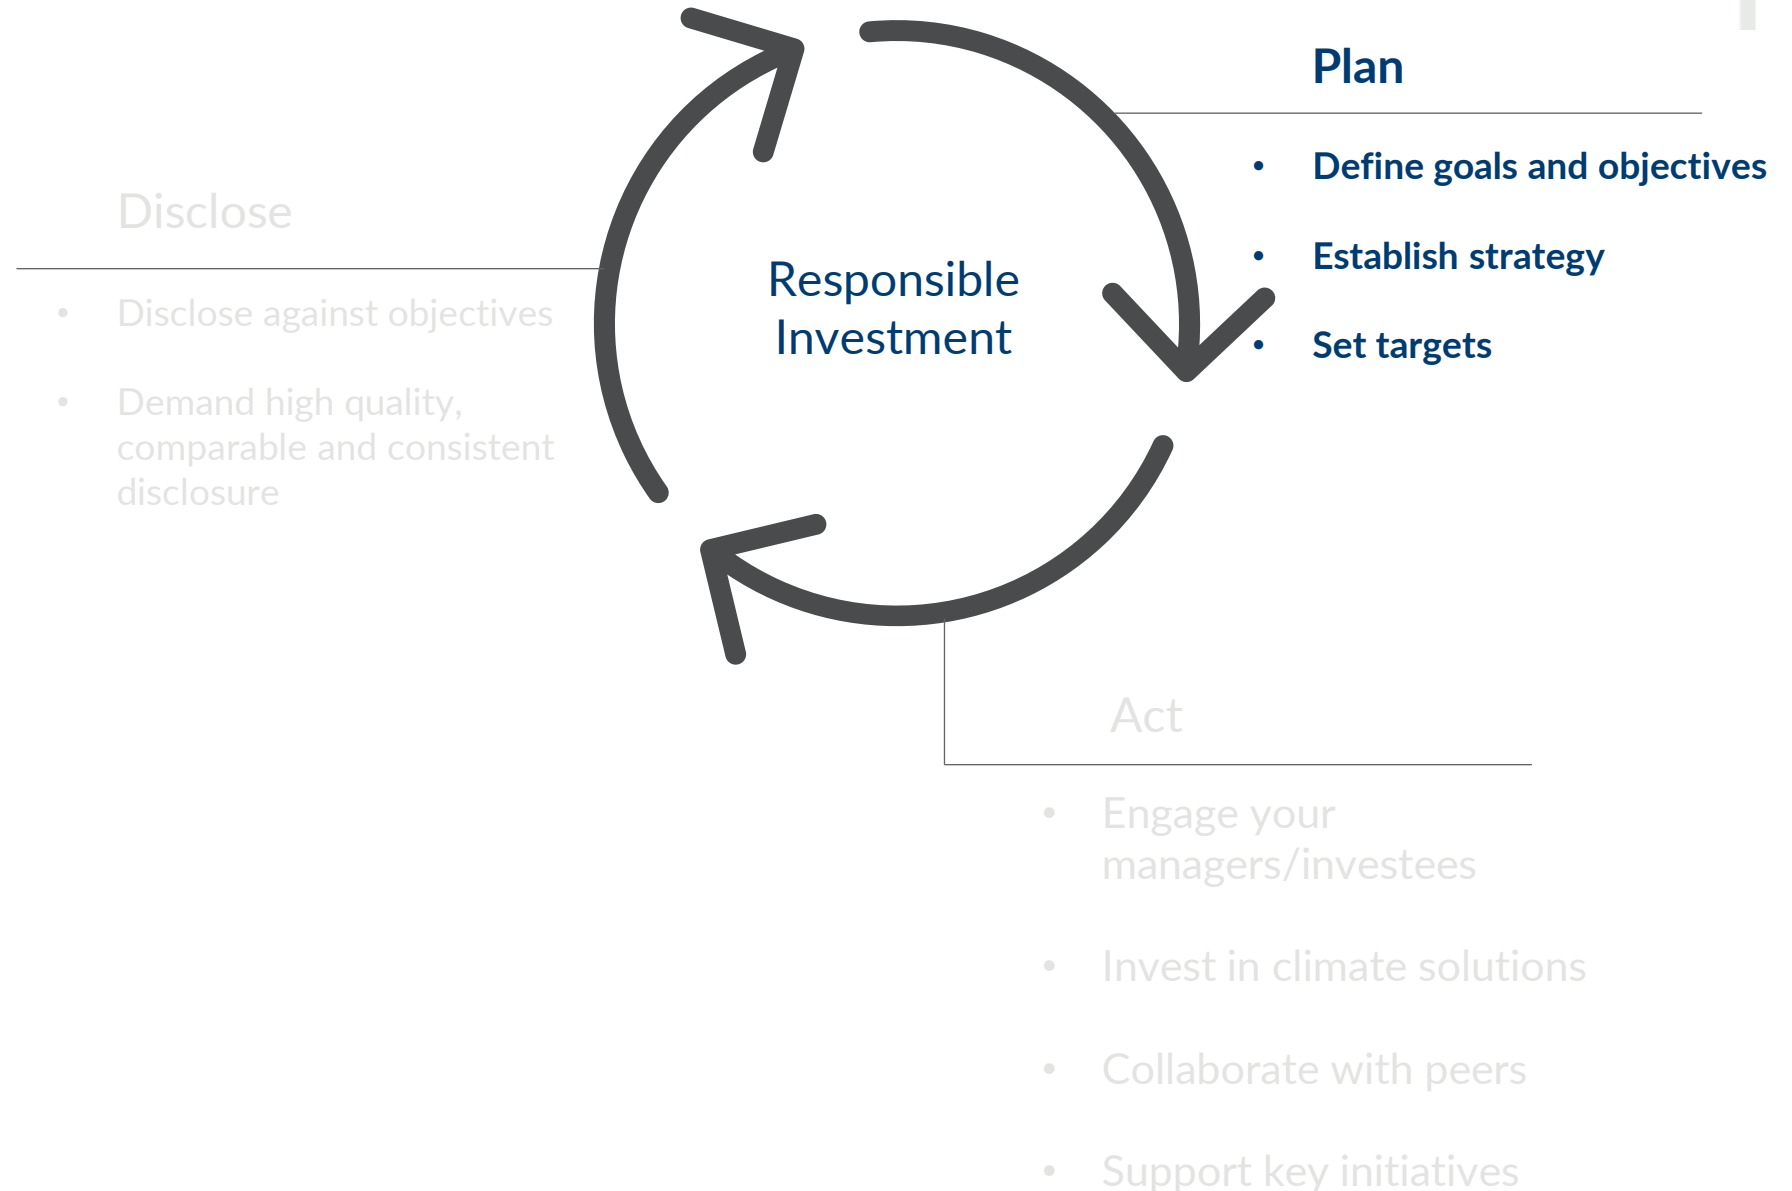 Plan
• Define goals and objectives
• Establish strategy
• Set targets
Responsible
Investment
Disclose
• Disclose against objectives
• Demand high quality,
comparable and consistent
disclosure
Act
• Engage your
managers/investees
• Invest in climate solutions
• Collaborate with peers
• Support key initiatives